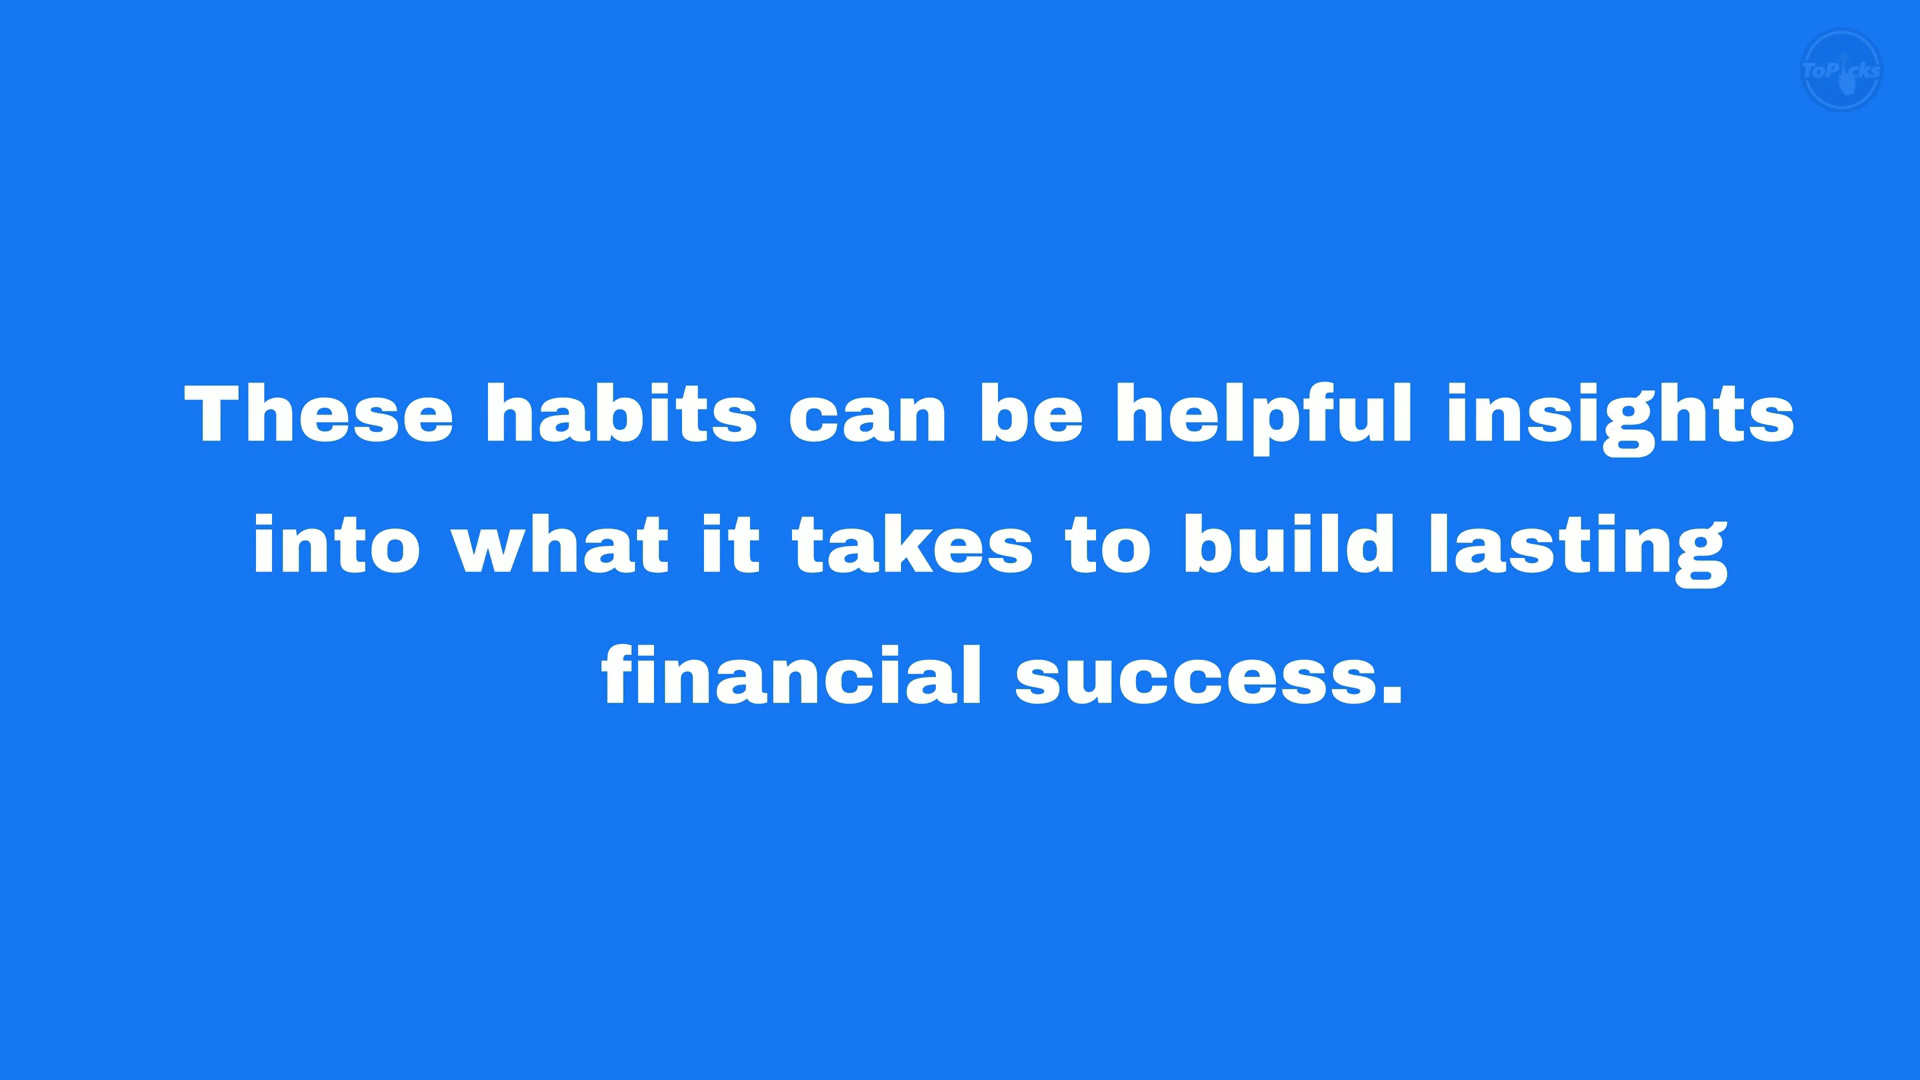 ToPicks
These habits can be helpful insights
into what it takes to build lasting
financial success.